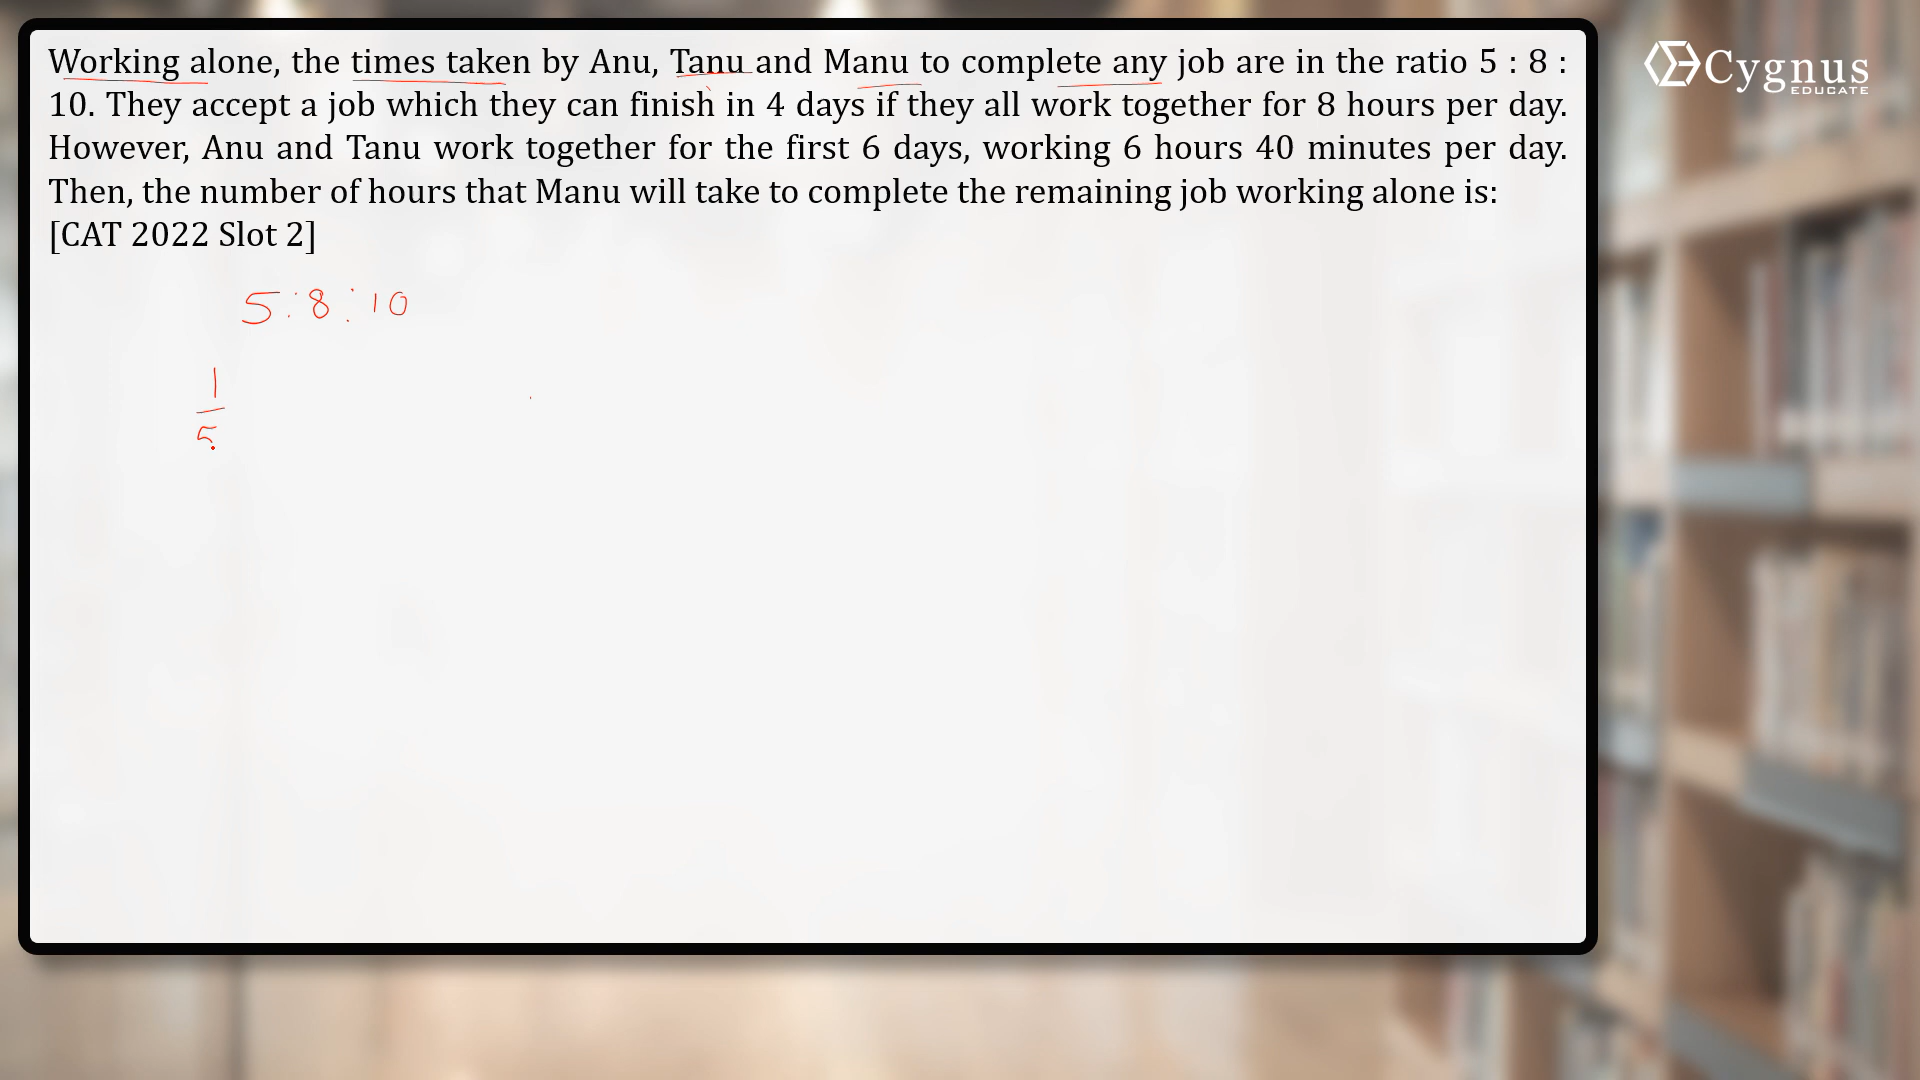 Working alone, the times taken by Anu, Tanu and Manu to complete any job are in the ratio 5 : 8 :
10. They accept a job which they can finish in 4 days if they all work together for 8 hours per day.
However, Anu and Tanu work together for the first 6 days, working 6 hours 40 minutes per day.
Then, the number of hours that Manu will take to complete the remaining job working alone is:
[CAT 2022 Slot 2]
5 : 8 : 10
1
5
Cygnus
EDUCATE